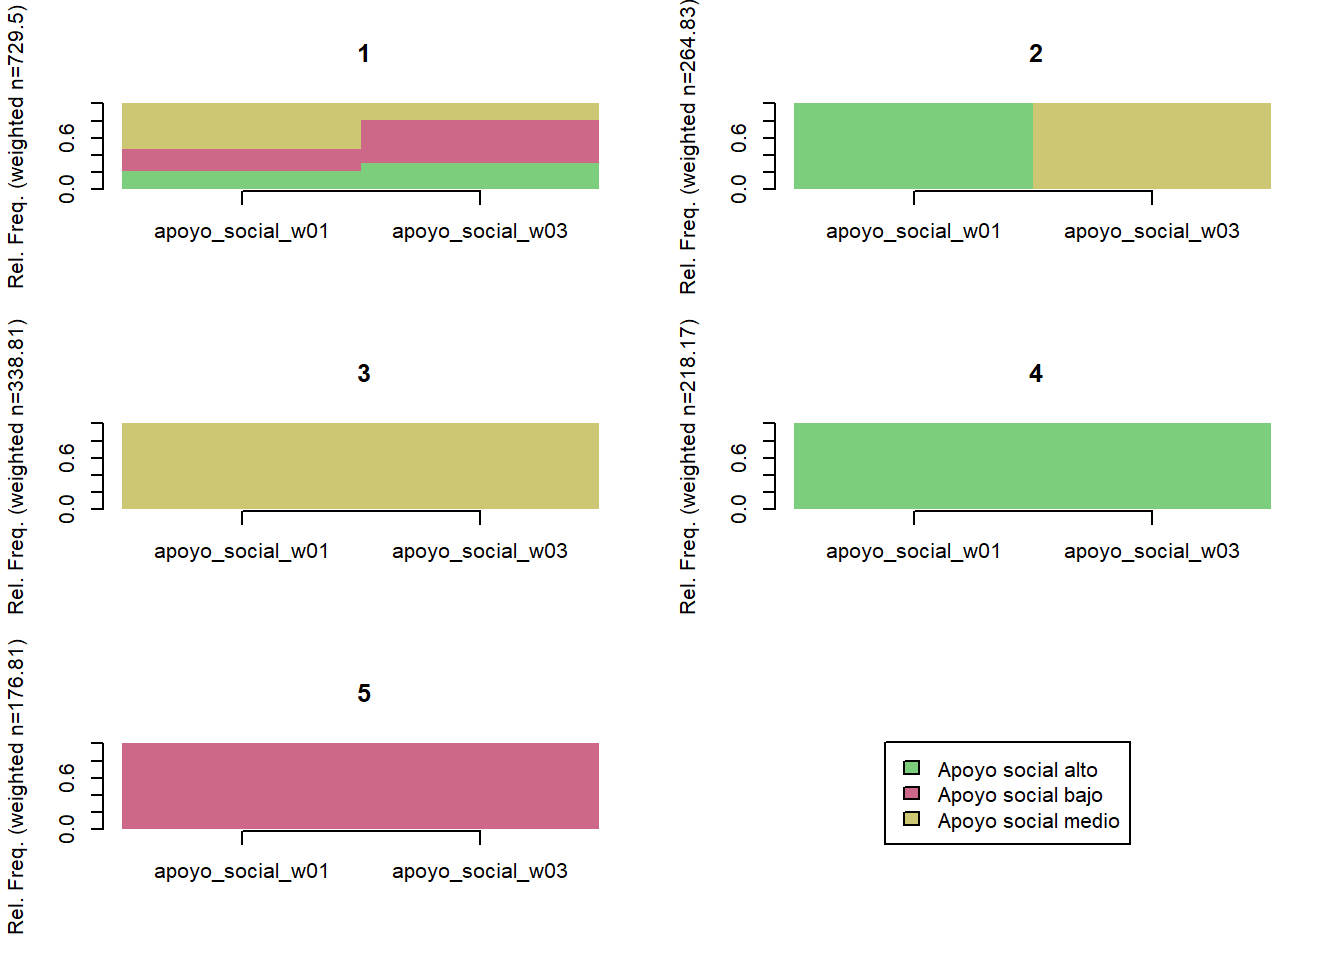 1
Rel. Freq. (weighted n=729.5)
0.6
0.0
apoyo_social_w01 apoyo_social_w03
2
Rel. Freq. (weighted n=264.83)
0.6
0.0
apoyo_social_w01 apoyo_social_w03
3
Rel. Freq. (weighted n=338.81)
0.6
0.0
apoyo_social_w01 apoyo_social_w03
4
Rel. Freq. (weighted n=218.17)
0.6
0.0
apoyo_social_w01 apoyo_social_w03
5
Rel. Freq. (weighted n=176.81)
0.6
0.0
apoyo_social_w01 apoyo_social_w03
Apoyo social alto
Apoyo social bajo
Apoyo social medio